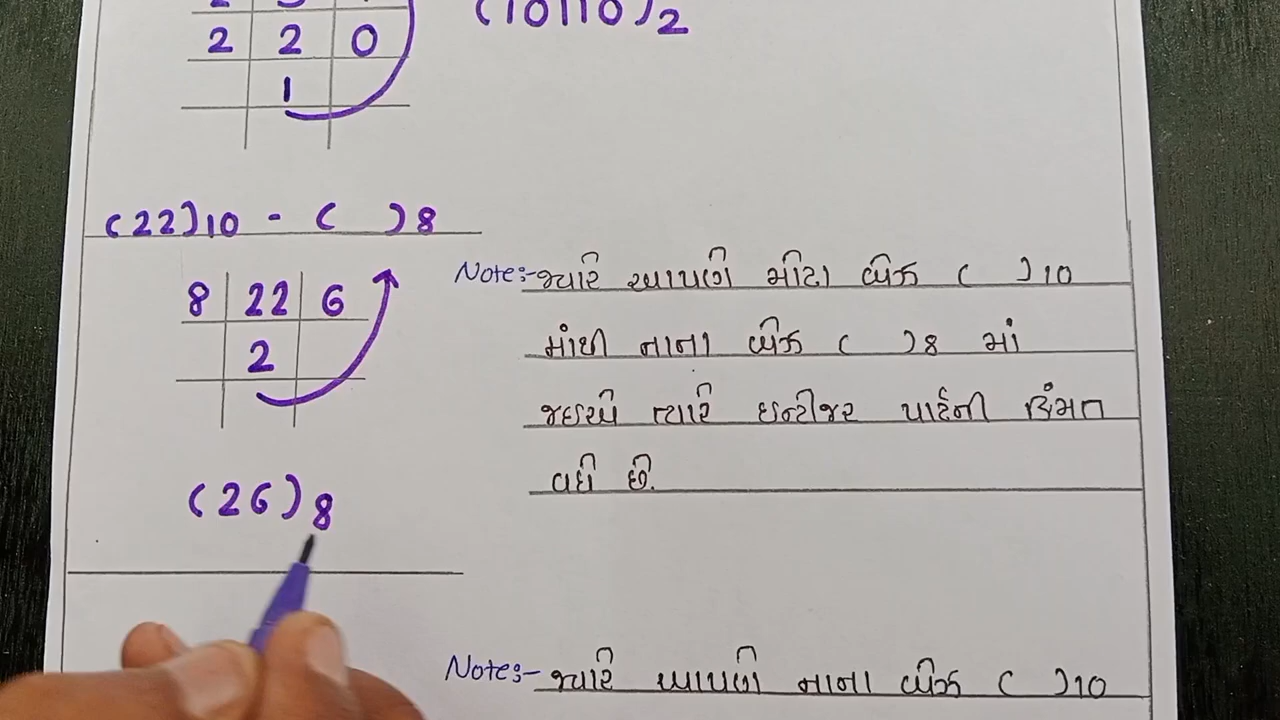 (10110)2
2 2 0
1
(22)10 - ( )8
8 22 6
2
(26)8
Note:- જ્યારે આપણે મોટા બેઝ ( )10
માંથી નાના બેઝ ( )8 માં
જઇએ ત્યારે ઇન્ટીજર પાર્ટની કિંમત
વધે છે.
Note:- જ્યારે આપણે નાના બેઝ ( )10